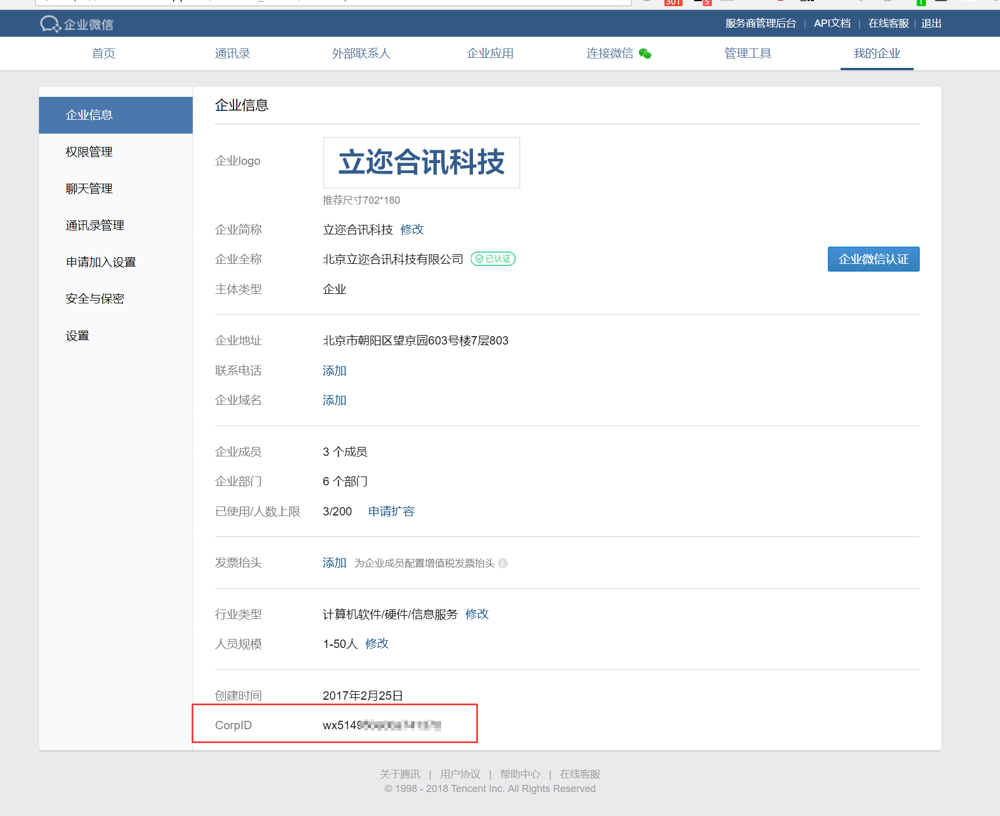 301 5 1
企业微信 服务商管理后台 | API文档 | 在线客服 | 退出
首页 通讯录 外部联系人 企业应用 连接微信 管理工具 我的企业
企业信息
权限管理
聊天管理
通讯录管理
申请加入设置
安全与保密
设置
企业信息
企业logo 立迩合讯科技
推荐尺寸702*180
企业简称 立迩合讯科技 修改
企业全称 北京立迩合讯科技有限公司 已认证 企业微信认证
主体类型 企业
企业地址 北京市朝阳区望京园603号楼7层803
联系电话 添加
企业域名 添加
企业成员 3 个成员
企业部门 6 个部门
已使用/人数上限 3/200 申请扩容
发票抬头 添加 为企业成员配置增值税发票抬头
行业类型 计算机软件/硬件/信息服务 修改
人员规模 1-50人 修改
创建时间 2017年2月25日
CorpID wx5149
关于腾讯 | 用户协议 | 帮助中心 | 在线客服
© 1998 - 2018 Tencent Inc. All Rights Reserved